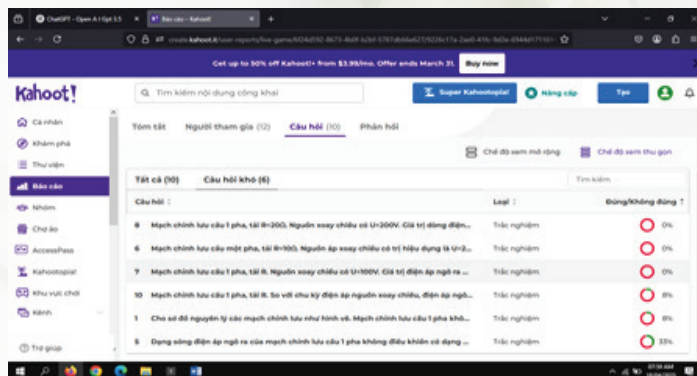 ChatGPT - Open A I Gpt 3.5
Báo cáo - Kahoot!
Get up to 50% off Kahoot!+ from $3.99/mo. Offer ends March 31.
Buy now
Kahoot!
Tìm kiếm nội dung công khai
Super Kahootopia!
Nâng cấp
Tạo
Cá nhân
Khám phá
Thư viện
Báo cáo
Nhóm
Chợ ảo
AccessPass
Kahootopia!
Khu vực chơi
Kênh
Trợ giúp
Tóm tắt
Người tham gia (12)
Câu hỏi (10)
Phản hồi
Chế độ xem mở rộng
Chế độ xem thu gọn
Tất cả (10)
Câu hỏi khó (6)
Tìm kiếm
Câu hỏi
Loại
Đúng/Không đúng
8 Mạch chỉnh lưu cầu 1 pha, tải R=20Ω, Nguồn xoay chiều có U=200V. Giá trị dòng điện...
Trắc nghiệm
0%
6 Mạch chỉnh lưu cầu một pha, tải R=10Ω, Nguồn áp xoay chiều có trị hiệu dụng là U=2...
Trắc nghiệm
0%
7 Mạch chỉnh lưu cầu 1 pha, tải R. Nguồn xoay chiều có U=100V. Giá trị điện áp ngõ ra ...
Trắc nghiệm
0%
10 Mạch chỉnh lưu cầu 1 pha, tải R. So với chu kỳ điện áp nguồn xoay chiều, điện áp ngõ...
Trắc nghiệm
8%
1 Cho sơ đồ nguyên lý các mạch chỉnh lưu như hình vẽ. Mạch chỉnh lưu cầu 1 pha khô...
Trắc nghiệm
8%
5 Dạng sóng điện áp ngõ ra của mạch chỉnh lưu cầu 1 pha không điều khiển có dạng ...
Trắc nghiệm
33%
07:59 AM